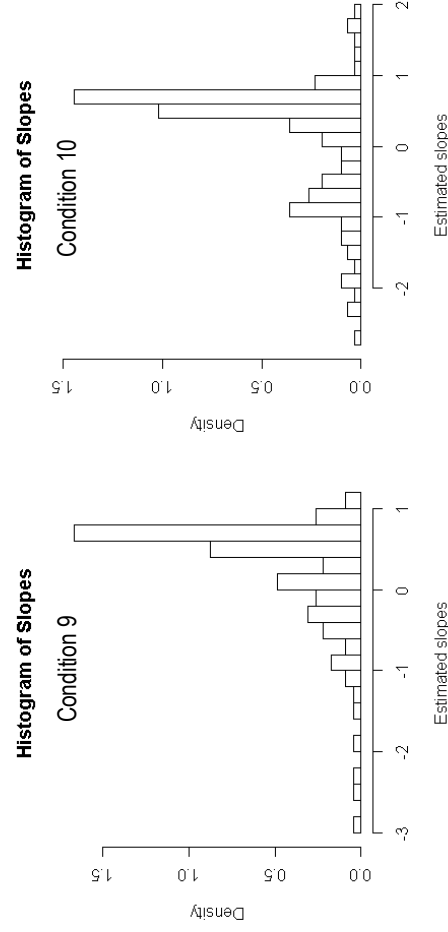 Histogram of Slopes
Condition 9
Density
1.5
1.0
0.5
0.0
-3
-2
-1
0
1
Estimated slopes
Histogram of Slopes
Condition 10
Density
1.5
1.0
0.5
0.0
-2
-1
0
1
2
Estimated slopes